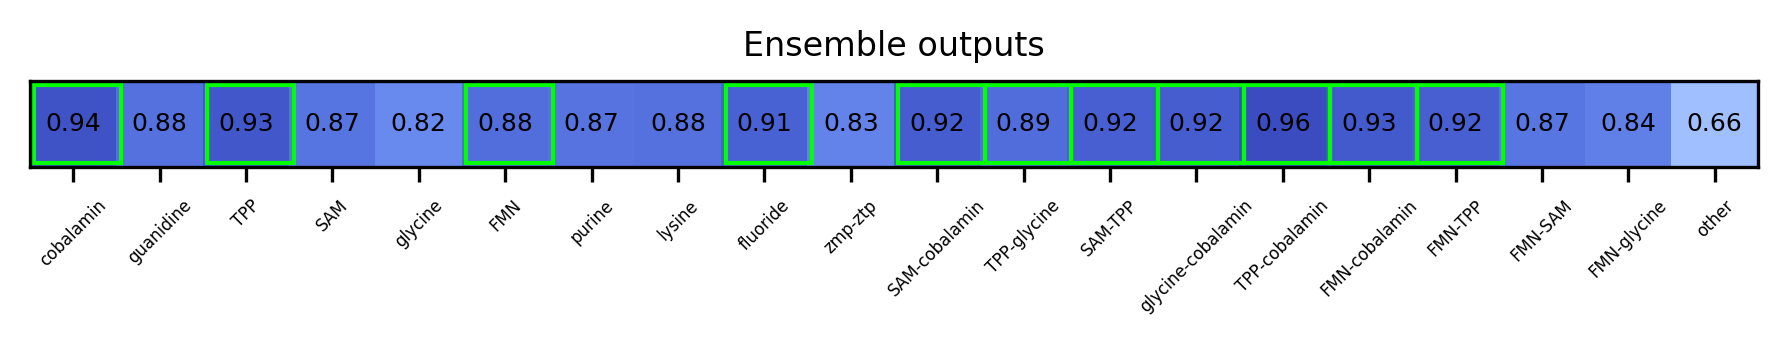 Ensemble outputs
0.94 0.88 0.93 0.87 0.82 0.88 0.87 0.88 0.91 0.83 0.92 0.89 0.92 0.92 0.96 0.93 0.92 0.87 0.84 0.66
cobalamin guanidine TPP SAM glycine FMN purine lysine fluoride zmp-ztp SAM-cobalamin TPP-glycine SAM-TPP glycine-cobalamin TPP-cobalamin FMN-cobalamin FMN-TPP FMN-SAM FMN-glycine other